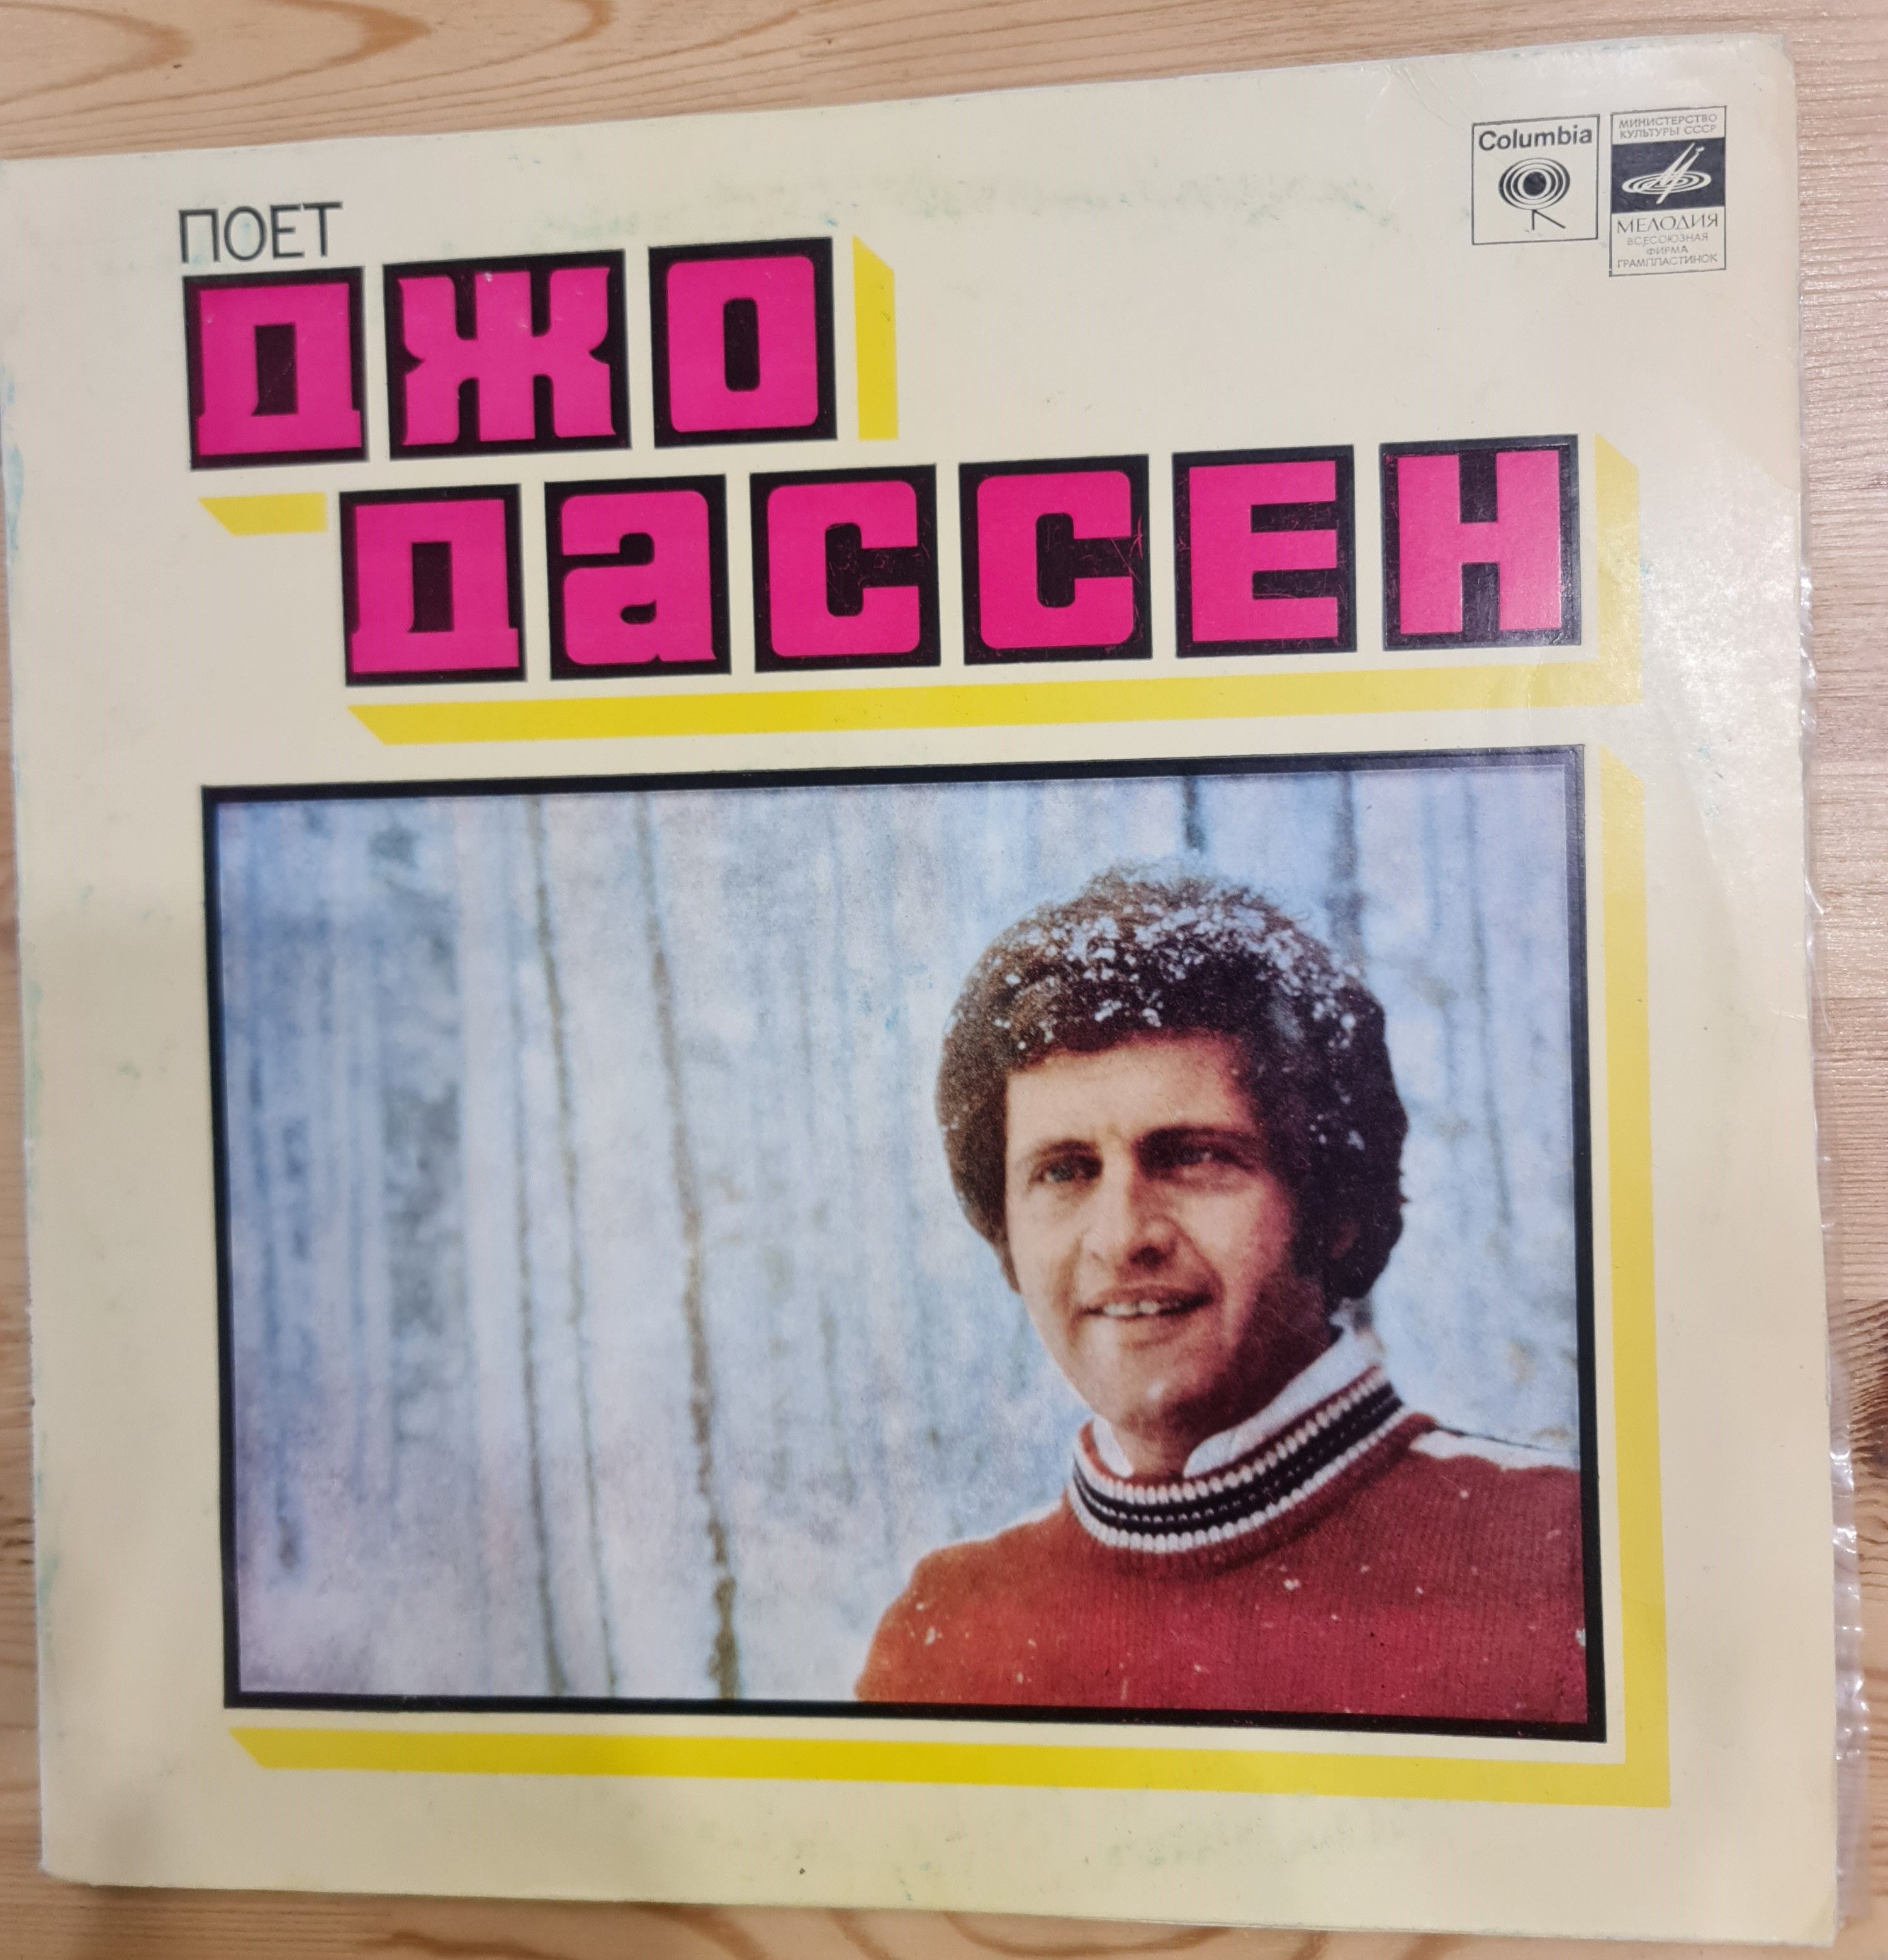 ПОЕТ
ДЖО
ДАССЕН
Columbia
МИНИСТЕРСТВО
КУЛЬТУРЫ СССР
МЕЛОДИЯ
ВСЕСОЮЗНАЯ
ФИРМА
ГРАМПЛАСТИНОК